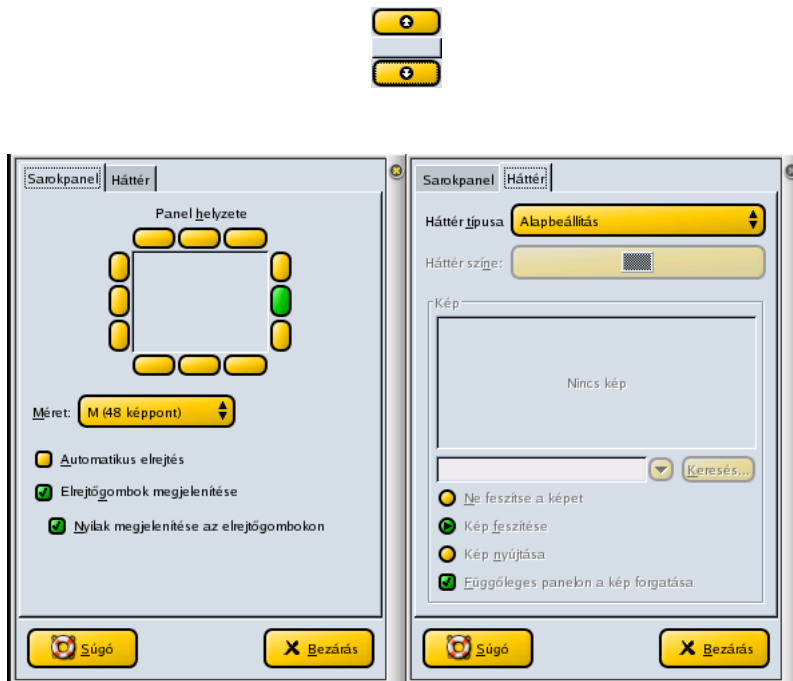 Sarokpanel Háttér
Panel helyzete
Méret: M (48 képpont)
Automatikus elrejtés
Elrejtőgombok megjelenítése
Nyilak megjelenítése az elrejtőgombokon
Súgó Bezárás
Sarokpanel Háttér
Háttér típusa Alapbeállítás
Háttér színe:
Kép
Nincs kép
Keresés...
Ne feszítse a képet
Kép feszítése
Kép nyújtása
Függőleges panelon a kép forgatása
Súgó Bezárás